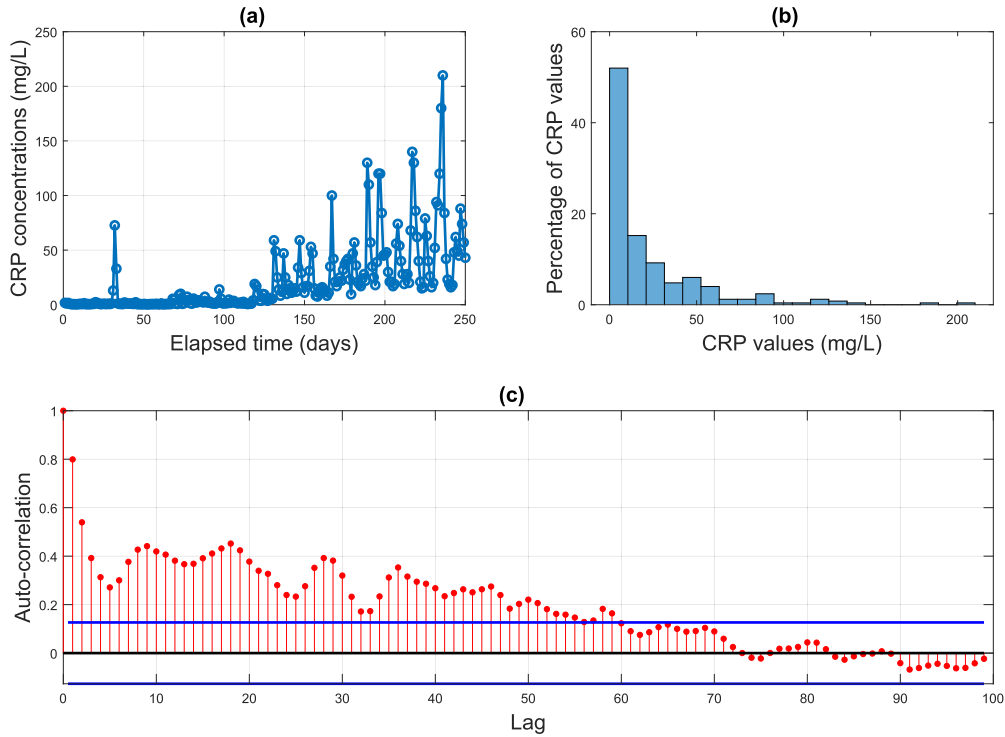 (a)
CRP concentrations (mg/L)
250
200
150
100
50
0
0 50 100 150 200 250
Elapsed time (days)
(b)
Percentage of CRP values
60
40
20
0
0 50 100 150 200
CRP values (mg/L)
(c)
Auto-correlation
1
0.8
0.6
0.4
0.2
0
0 10 20 30 40 50 60 70 80 90 100
Lag